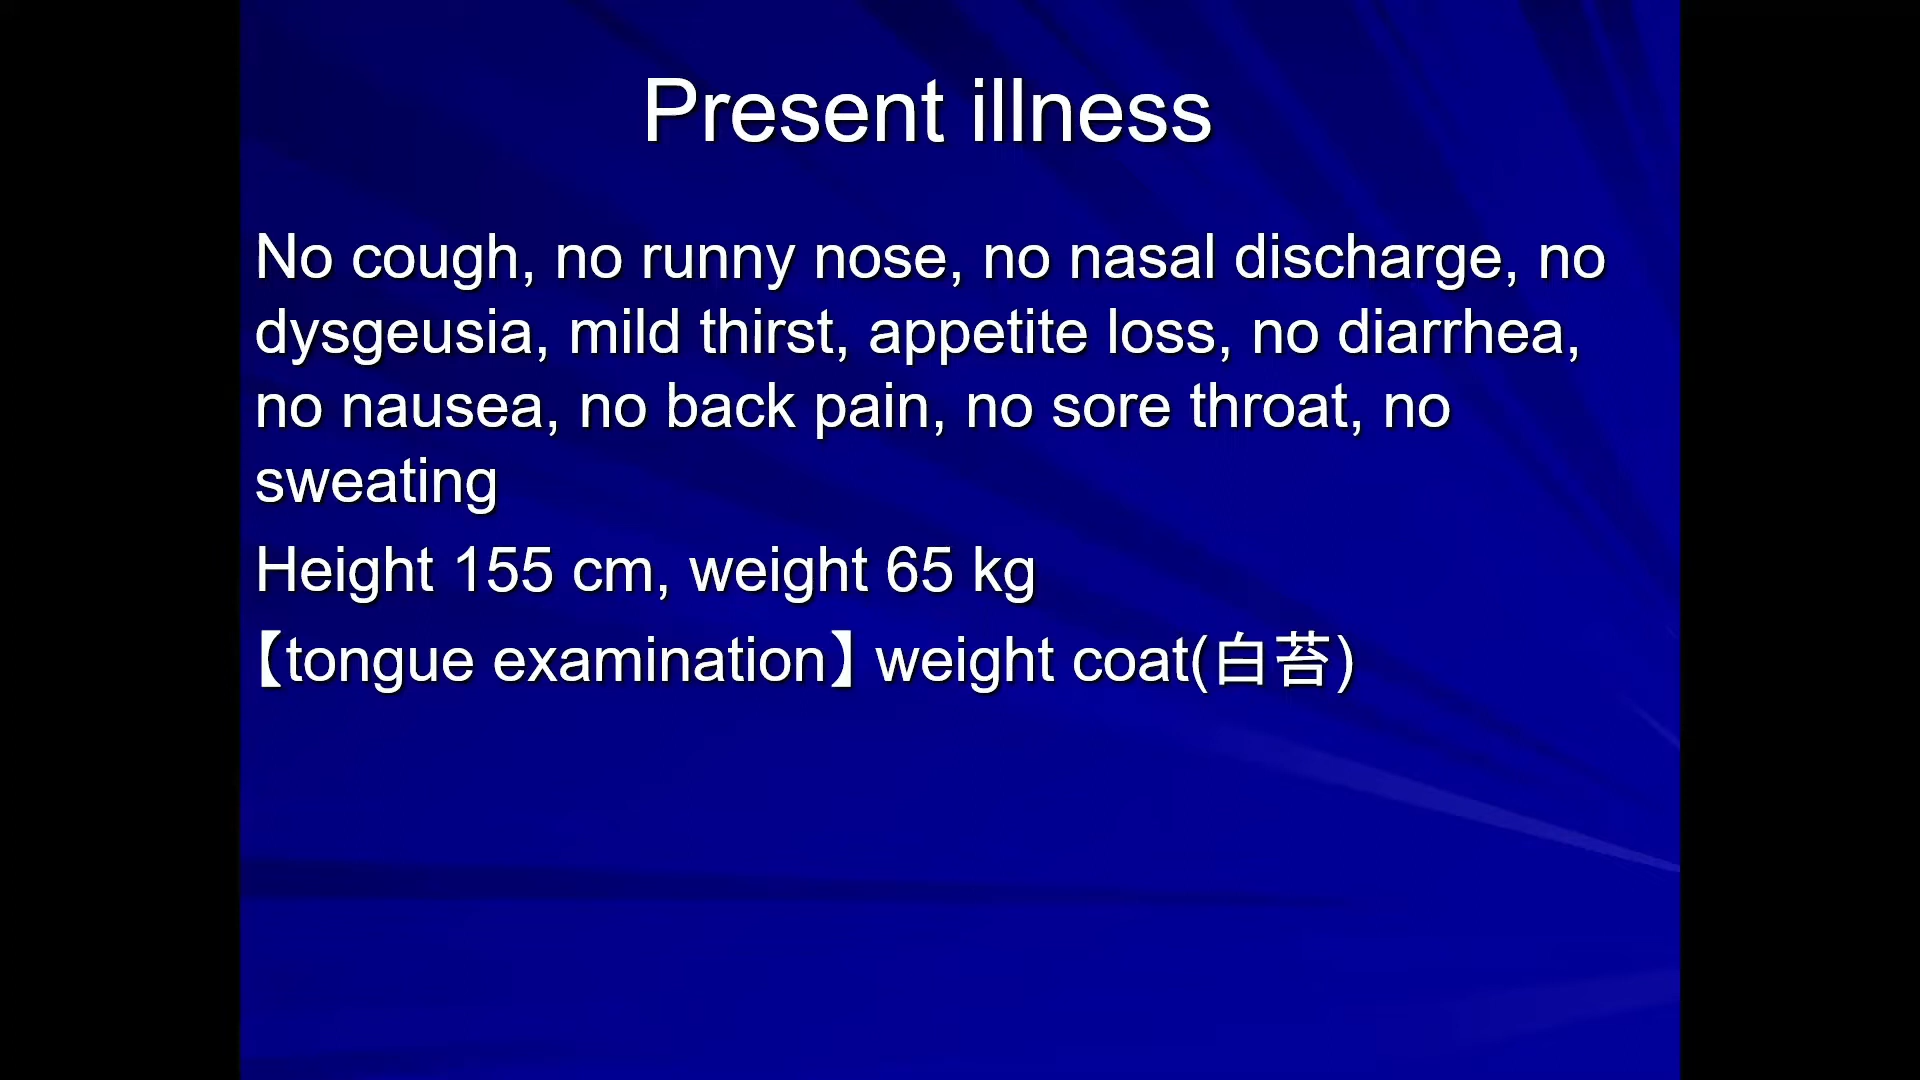 Present illness
No cough, no runny nose, no nasal discharge, no
dysgeusia, mild thirst, appetite loss, no diarrhea,
no nausea, no back pain, no sore throat, no
sweating
Height 155 cm, weight 65 kg
【tongue examination】 weight coat(白苔)